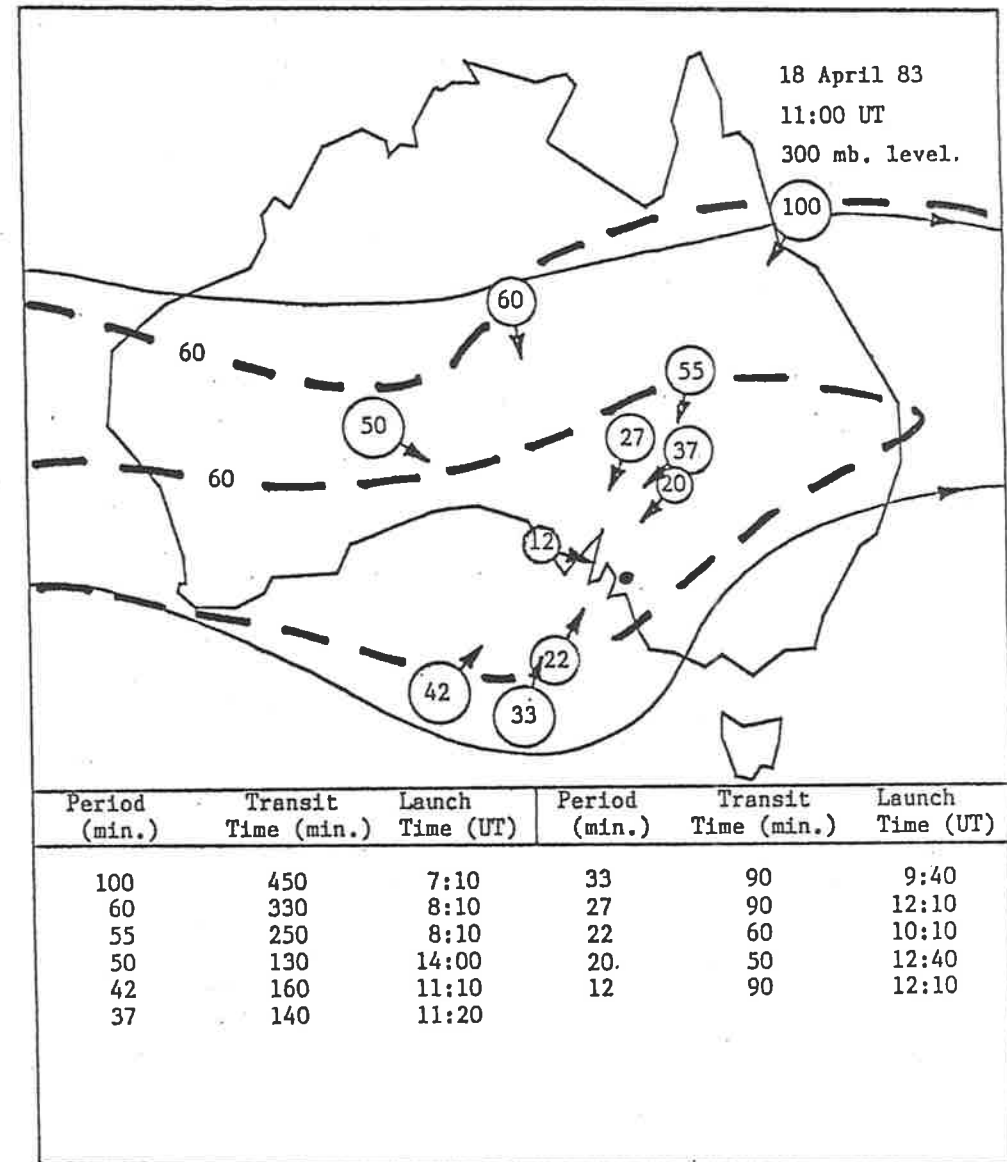 18 April 83
11:00 UT
300 mb. level.
100
60
60
55
50
27
37
60
20
12
22
42
33
Period Transit Launch Period Transit Launch
(min.) Time (min.) Time (UT) (min.) Time (min.) Time (UT)
100 450 7:10 33 90 9:40
60 330 8:10 27 90 12:10
55 250 8:10 22 60 10:10
50 130 14:00 20. 50 12:40
42 160 11:10 12 90 12:10
37 140 11:20